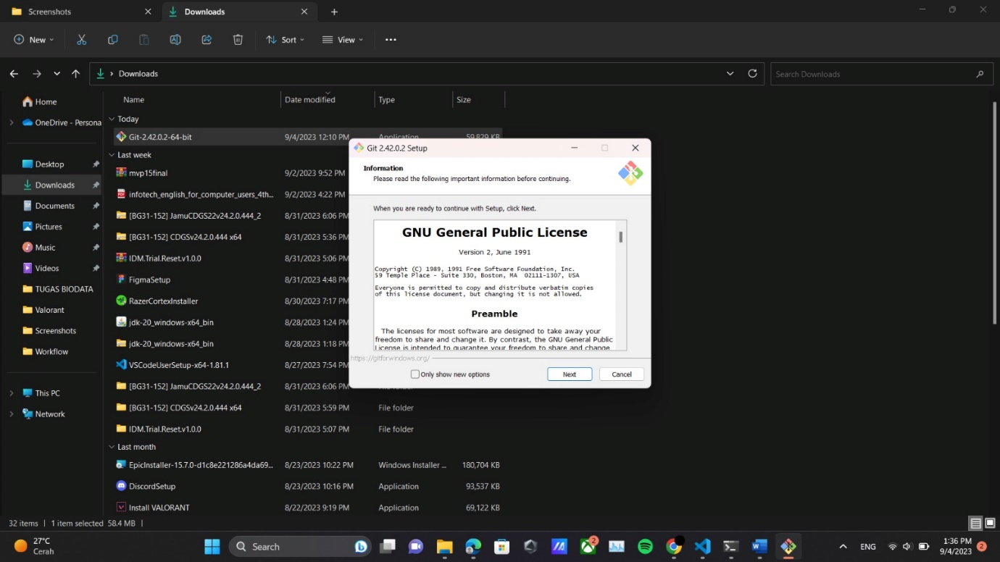 Screenshots
Downloads
New
Sort
View
Downloads
Search Downloads
Home
OneDrive - Persona
Desktop
Downloads
Documents
Pictures
Music
Videos
TUGAS BIODATA
Valorant
Screenshots
Workflow
This PC
Network
Name Date modified Type Size
Today
Git-2.42.0.2-64-bit 9/4/2023 12:10 PM Application 59,829 KB
Last week
mvp15final 9/2/2023 9:52 PM
infotech_english_for_computer_users_4th... 9/2/2023 4:22 PM
[BG31-152] JamuCDGS22v24.2.0.444_2 8/31/2023 6:06 PM
[BG31-152] CDGSv24.2.0.444 x64 8/31/2023 5:36 PM
IDM.Trial.Reset.v1.0.0 8/31/2023 5:06 PM
FigmaSetup 8/31/2023 4:48 PM
RazerCortexInstaller 8/30/2023 7:17 PM
jdk-20_windows-x64_bin 8/28/2023 1:24 PM
jdk-20_windows-x64_bin 8/28/2023 1:18 PM
VSCodeUserSetup-x64-1.81.1 8/27/2023 7:54 PM
[BG31-152] JamuCDGS22v24.2.0.444_2 8/31/2023 6:06 PM File folder
[BG31-152] CDGSv24.2.0.444 x64 8/31/2023 5:59 PM File folder
IDM.Trial.Reset.v1.0.0 8/31/2023 5:07 PM File folder
Last month
EpicInstaller-15.7.0-d1c8e221286a4da69... 8/23/2023 10:22 PM Windows Installer ... 180,704 KB
DiscordSetup 8/23/2023 10:16 PM Application 93,537 KB
Install VALORANT 8/22/2023 9:19 PM Application 69,122 KB
Git 2.42.0.2 Setup
Information
Please read the following important information before continuing.
When you are ready to continue with Setup, click Next.
GNU General Public License
Version 2, June 1991
Copyright (C) 1989, 1991 Free Software Foundation, Inc.
59 Temple Place - Suite 330, Boston, MA 02111-1307, USA
Everyone is permitted to copy and distribute verbatim copies
of this license document, but changing it is not allowed.
Preamble
The licenses for most software are designed to take away your
freedom to share and change it. By contrast, the GNU General Public
License is intended to guarantee your freedom to share and change
https://gitforwindows.org/
Only show new options
Next
Cancel
32 items | 1 item selected 58.4 MB |
27°C
Cerah
Search
2
ENG
1:36 PM
9/4/2023
2